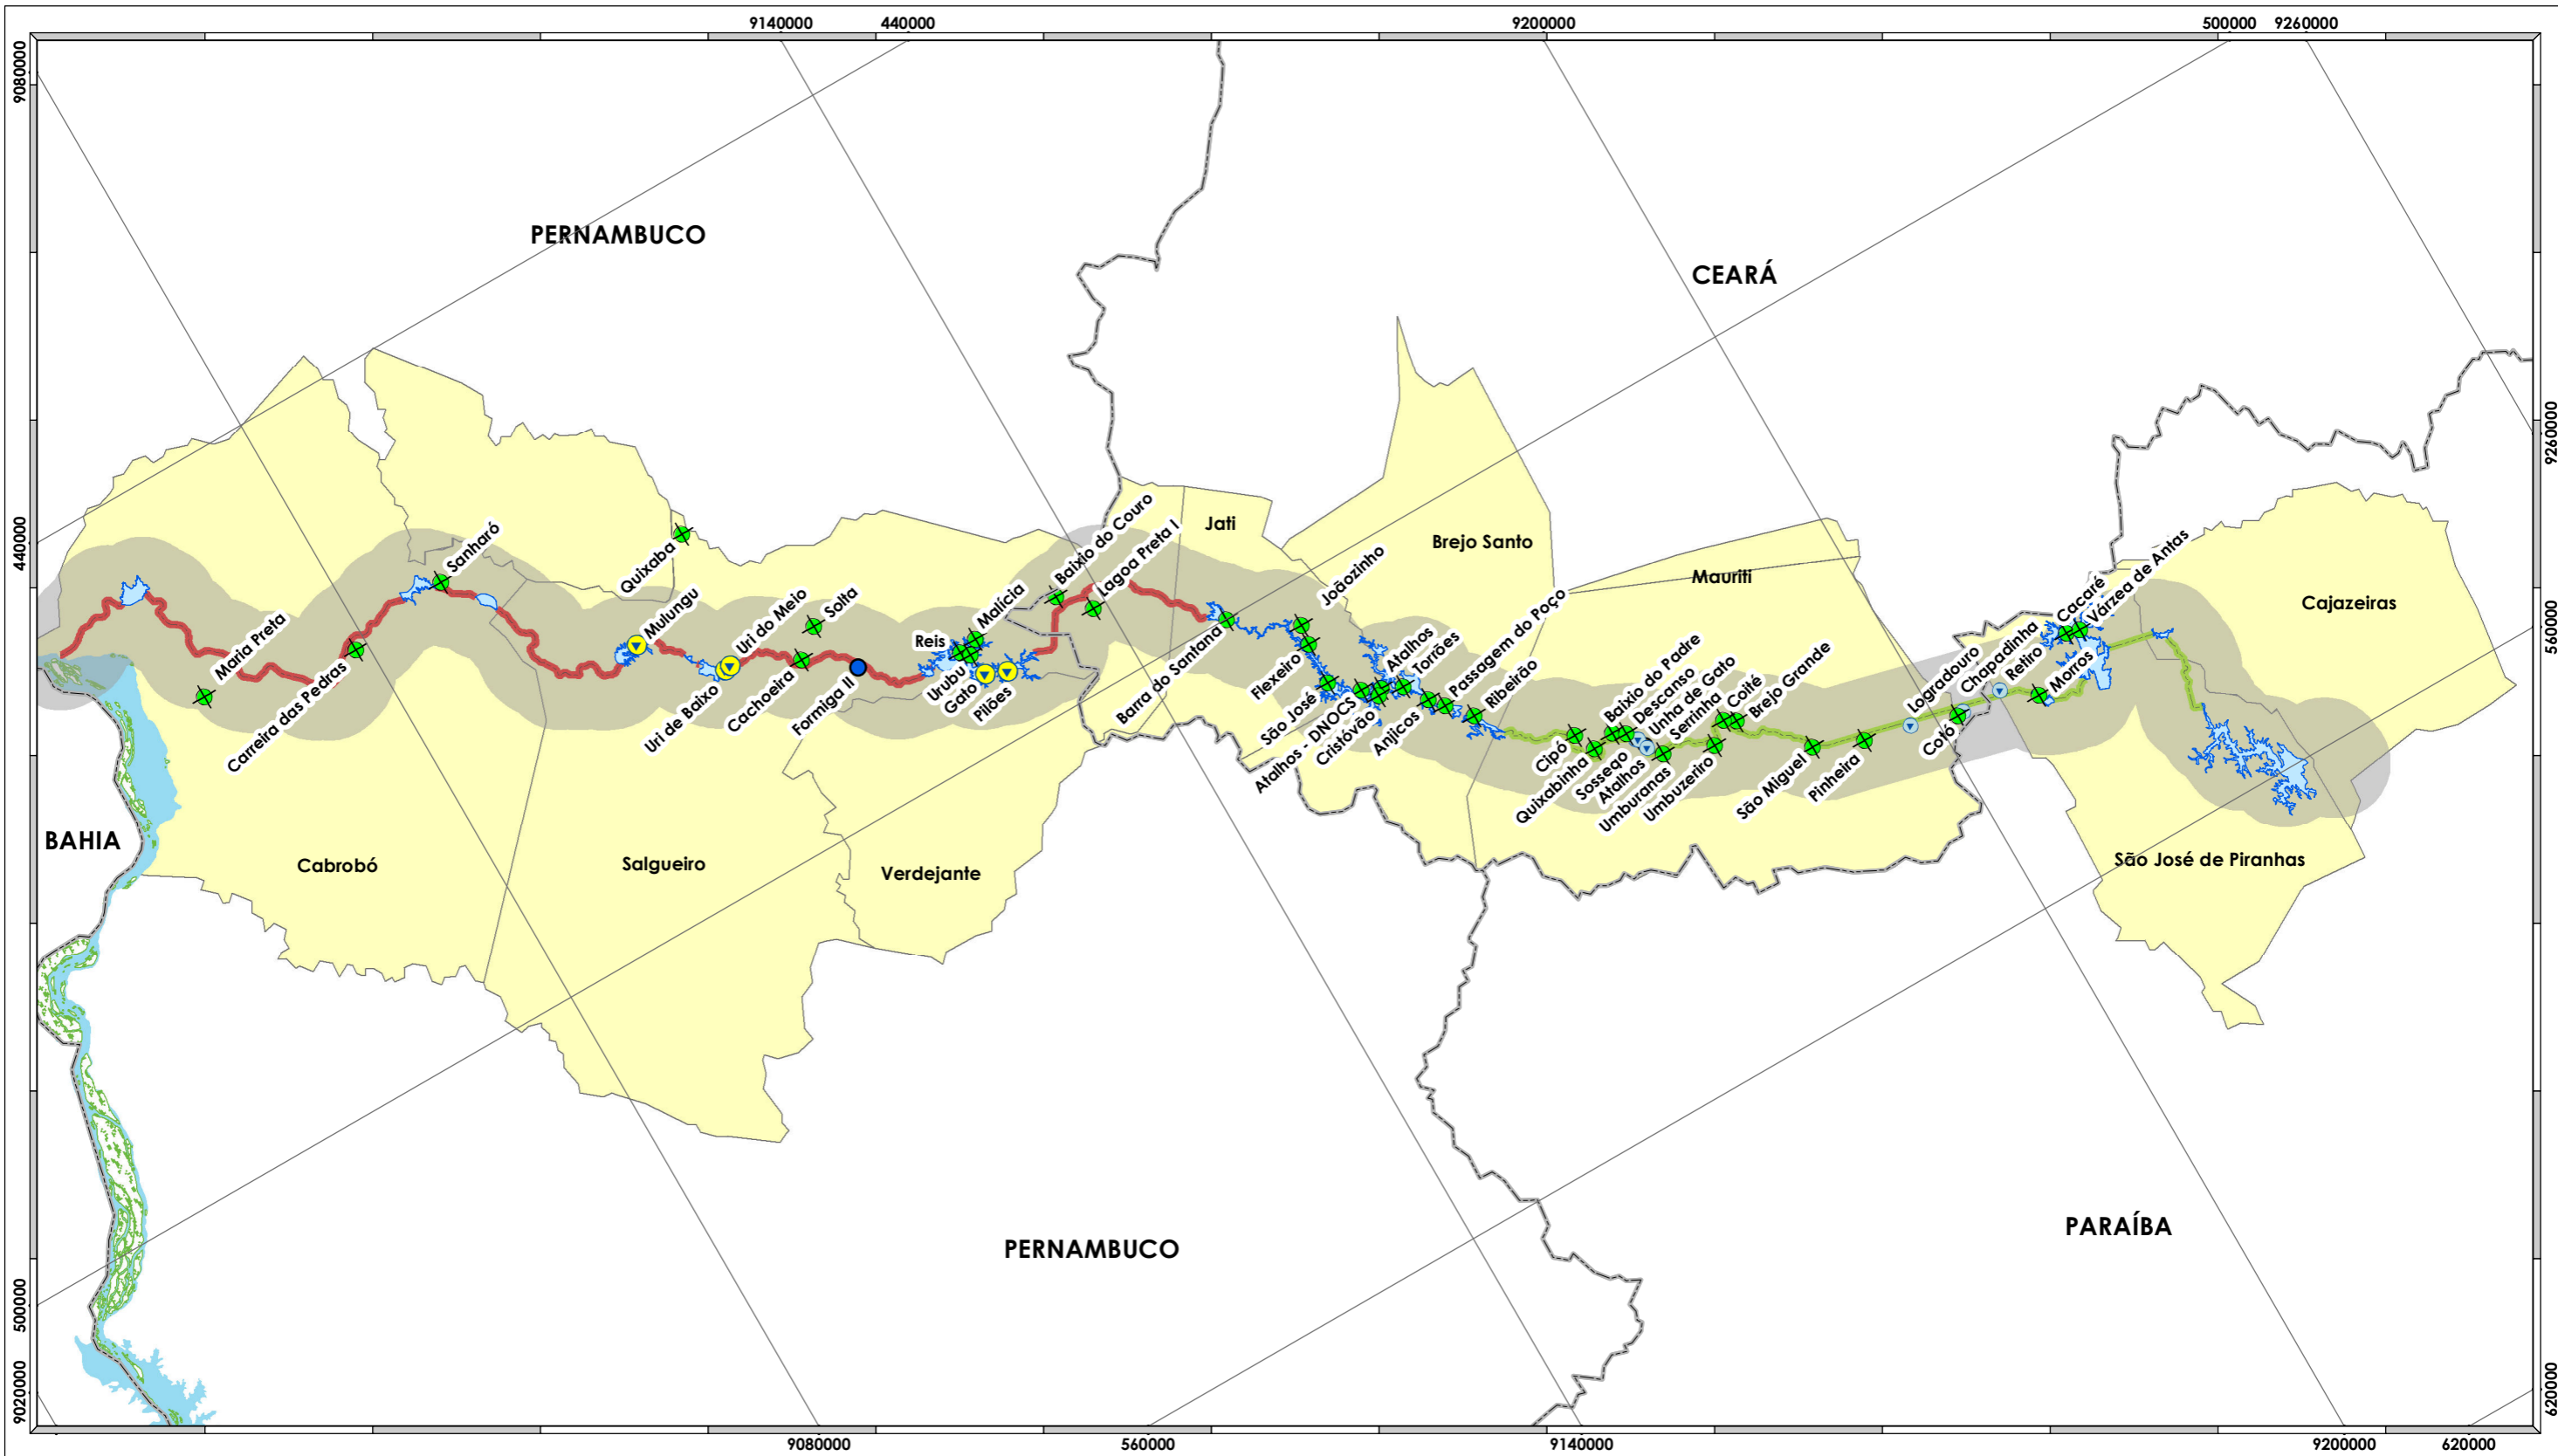 9140000
440000
9200000
500000
9260000
9080000
440000
500000
9020000
9260000
560000
620000
PERNAMBUCO
CEARÁ
BAHIA
PERNAMBUCO
PARAÍBA
Cabrobó
Salgueiro
Verdejante
Jati
Brejo Santo
Mauriti
Cajazeiras
São José de Piranhas
Maria Preta
Carreira das Pedras
Sanharó
Quixaba
Mulungu
Uri de Baixo
Uri do Meio
Solta
Cachoeira
Formiga II
Reis
Malícia
Urubu
Gato
Pilões
Baixio do Couro
Lagoa Preta I
Barra do Santana
Joãozinho
Flexeiro
São José
Atalhos - DNOCS
Cristóvão
Atalhos
Torrões
Anjicos
Passagem do Poço
Ribeirão
Cipó
Quixabinha
Baixio do Padre
Sossego
Descanso
Atalhos
Unha de Gato
Umburanas
Serrinha
Umbuzeriro
Coité
Brejo Grande
São Miguel
Pinheira
Logradouro
Cotó
Chapadinha
Retiro
Morros
Cacaré
Várzea de Antas
9080000
560000
9140000
9200000
620000